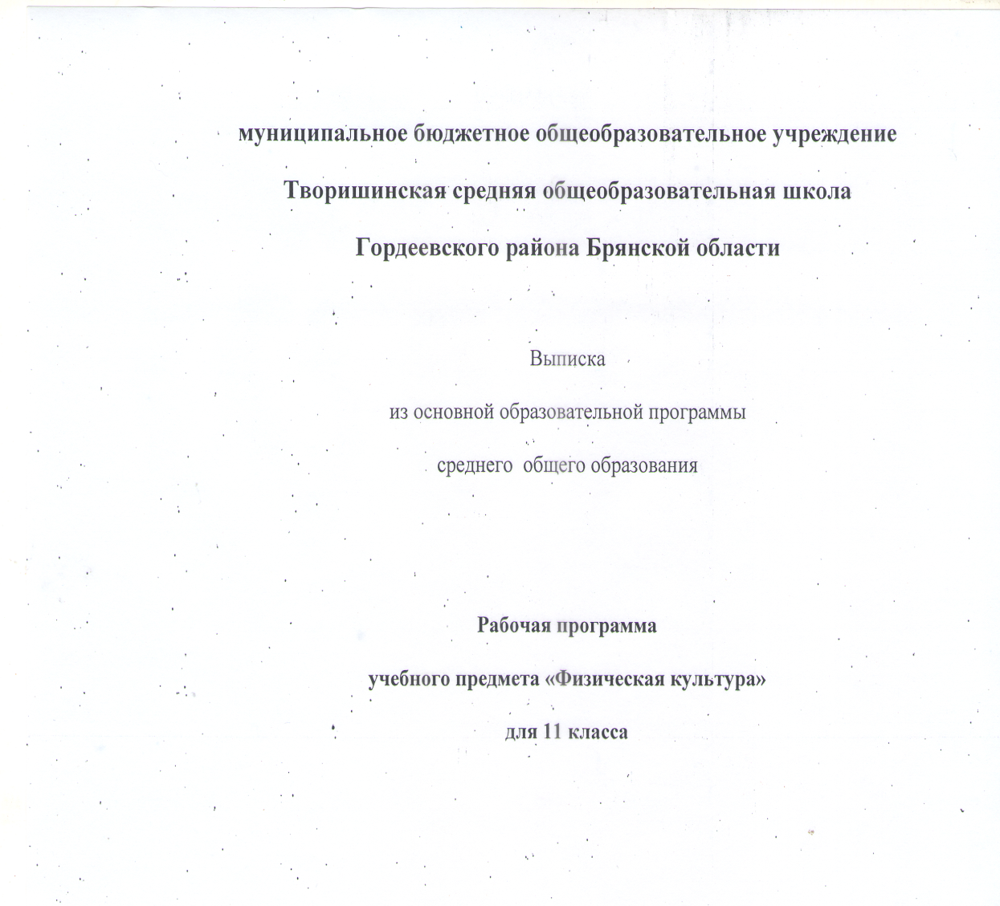 муниципальное бюджетное общеобразовательное учреждение
Творишинская средняя общеобразовательная школа
Гордеевского района Брянской области
Выписка
из основной образовательной программы
среднего общего образования
Рабочая программа
учебного предмета «Физическая культура»
для 11 класса